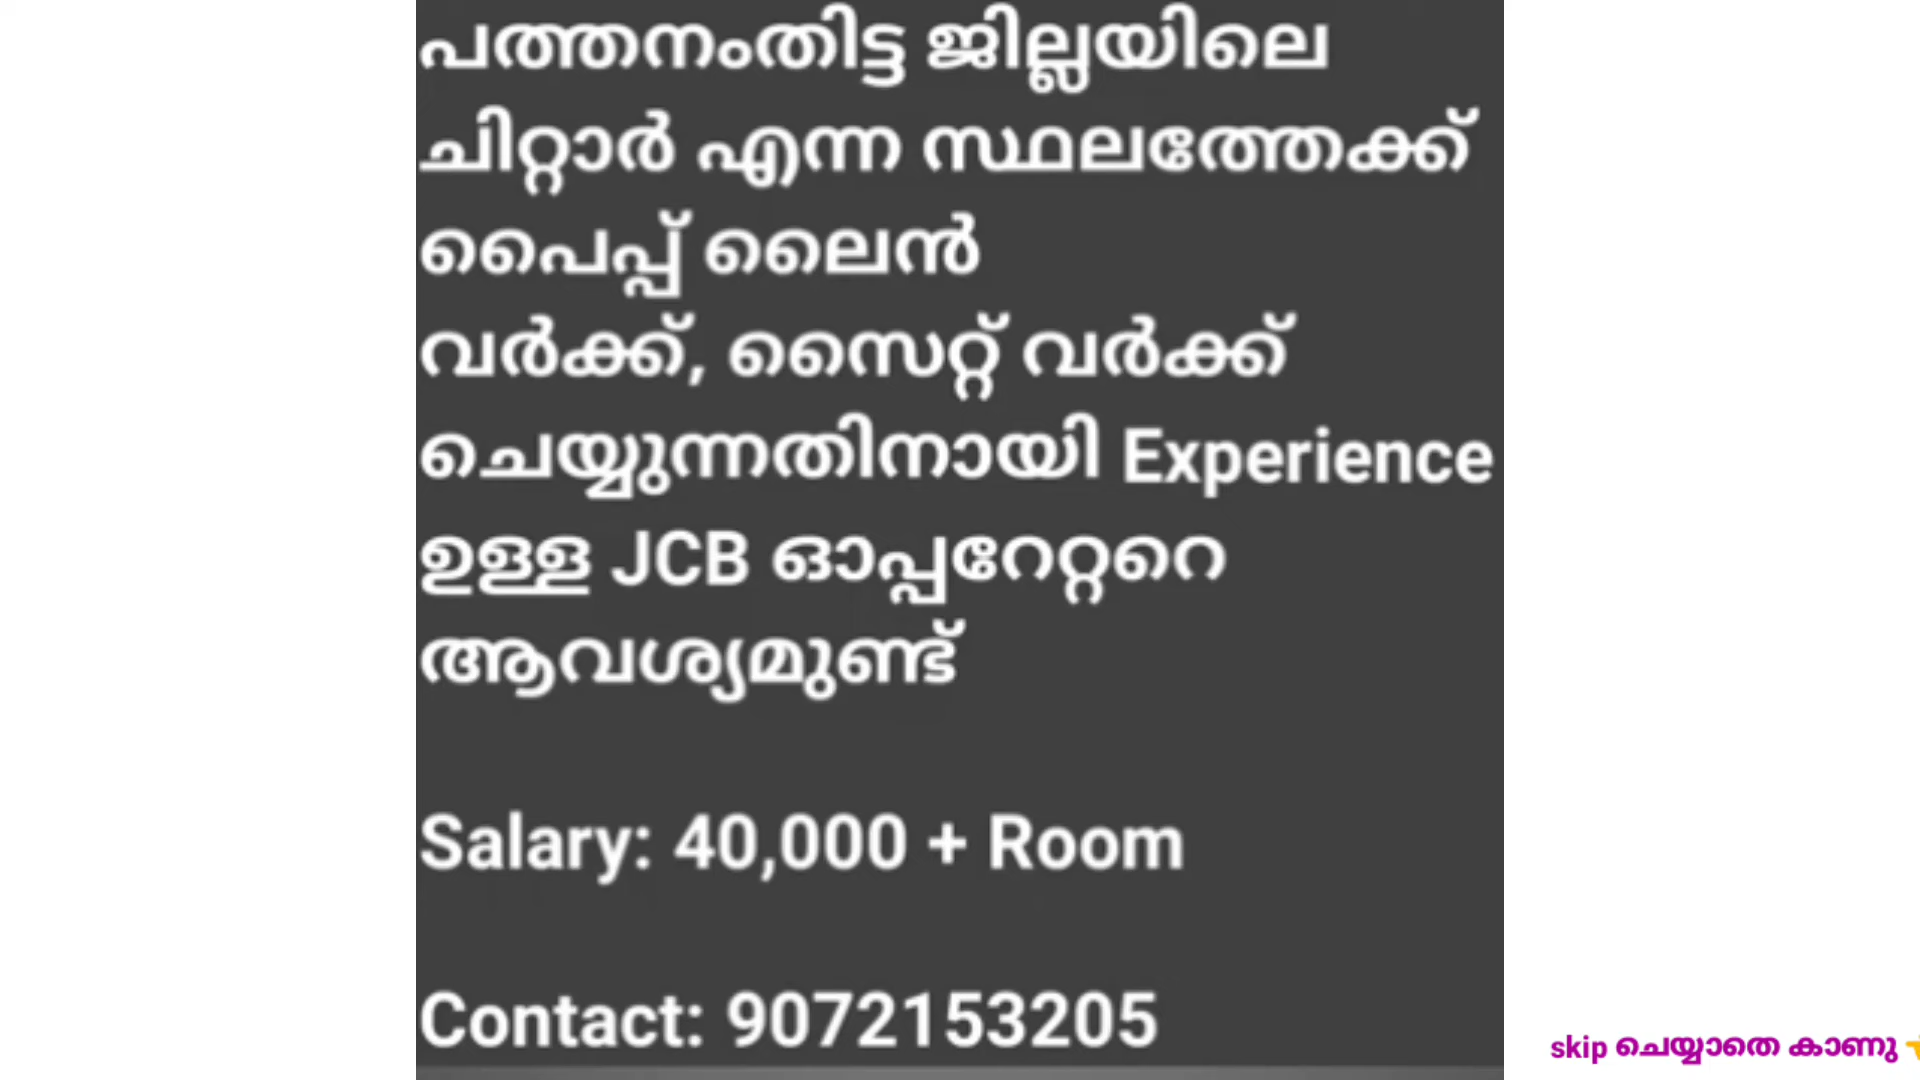 പത്തനംതിട്ട ജില്ലയിലെ
ചിറ്റാർ എന്ന സ്ഥലത്തേക്ക്
പൈപ്പ് ലൈൻ
വർക്ക്, സൈറ്റ് വർക്ക്
ചെയ്യുന്നതിനായി Experience
ഉള്ള JCB ഓപ്പറേറ്ററെ
ആവശ്യമുണ്ട്
Salary: 40,000 + Room
Contact: 9072153205
skip ചെയ്യാതെ കാണു